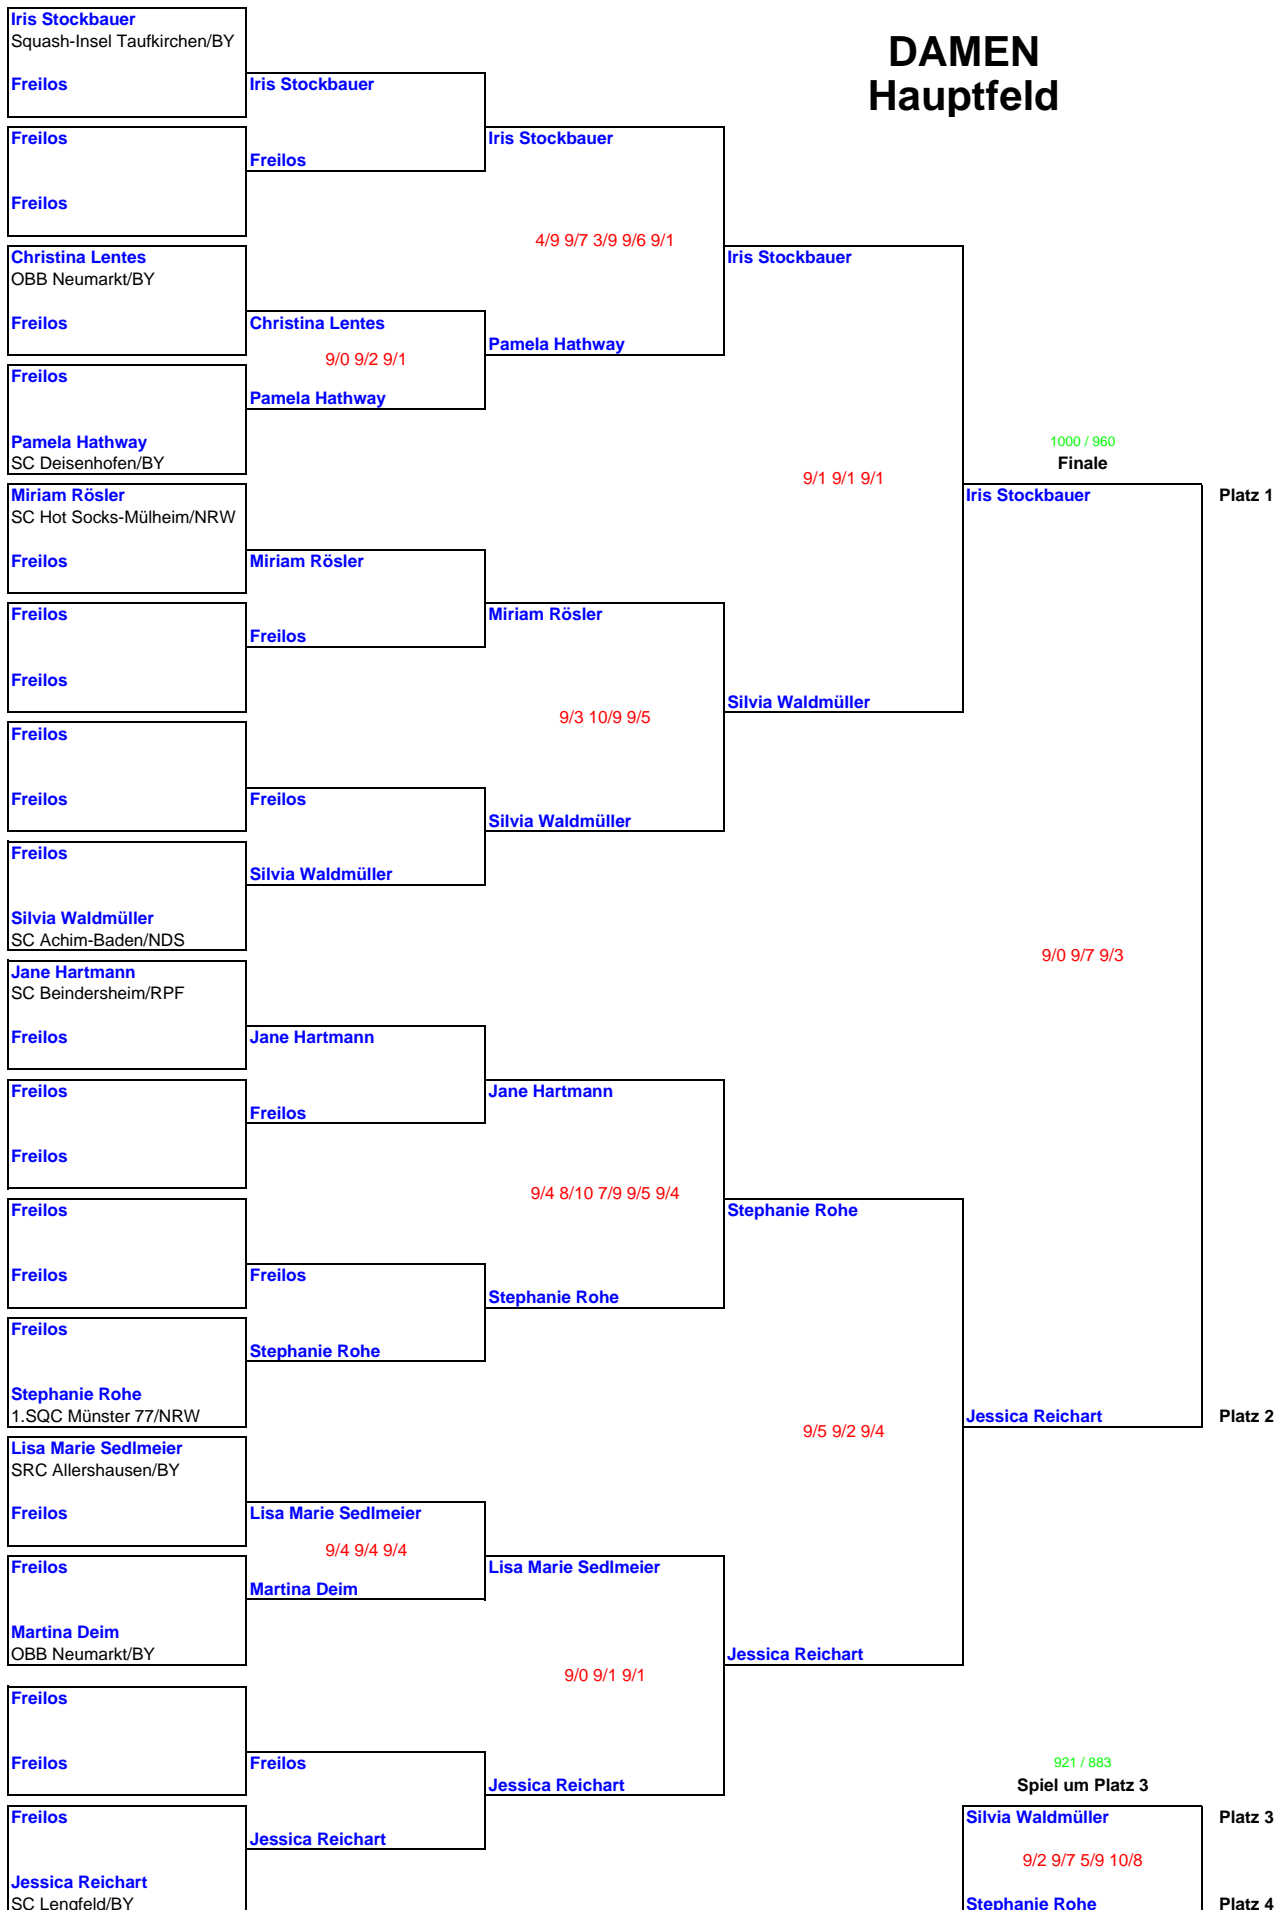 DAMEN
Hauptfeld
Iris Stockbauer
Squash-Insel Taufkirchen/BY
Freilos
Iris Stockbauer
Freilos
Iris Stockbauer
Freilos
Freilos
4/9 9/7 3/9 9/6 9/1
Christina Lentes
Iris Stockbauer
OBB Neumarkt/BY
Freilos
Christina Lentes
Pamela Hathway
9/0 9/2 9/1
Freilos
Pamela Hathway
Pamela Hathway
1000 / 960
SC Deisenhofen/BY
Finale
9/1 9/1 9/1
Miriam Rösler
Iris Stockbauer
Platz 1
SC Hot Socks-Mülheim/NRW
Freilos
Miriam Rösler
Freilos
Miriam Rösler
Freilos
Freilos
Silvia Waldmüller
9/3 10/9 9/5
Freilos
Freilos
Freilos
Silvia Waldmüller
Freilos
Silvia Waldmüller
Silvia Waldmüller
SC Achim-Baden/NDS
9/0 9/7 9/3
Jane Hartmann
SC Beindersheim/RPF
Freilos
Jane Hartmann
Freilos
Jane Hartmann
Freilos
Freilos
9/4 8/10 7/9 9/5 9/4
Freilos
Stephanie Rohe
Freilos
Freilos
Stephanie Rohe
Freilos
Stephanie Rohe
Stephanie Rohe
1.SQC Münster 77/NRW
Jessica Reichart
Platz 2
9/5 9/2 9/4
Lisa Marie Sedlmeier
SRC Allershausen/BY
Freilos
Lisa Marie Sedlmeier
9/4 9/4 9/4
Freilos
Lisa Marie Sedlmeier
Martina Deim
Martina Deim
OBB Neumarkt/BY
Jessica Reichart
9/0 9/1 9/1
Freilos
Freilos
Freilos
921 / 883
Jessica Reichart
Spiel um Platz 3
Freilos
Silvia Waldmüller
Platz 3
Jessica Reichart
9/2 9/7 5/9 10/8
Jessica Reichart
SC Lengfeld/BY
Stephanie Rohe
Platz 4